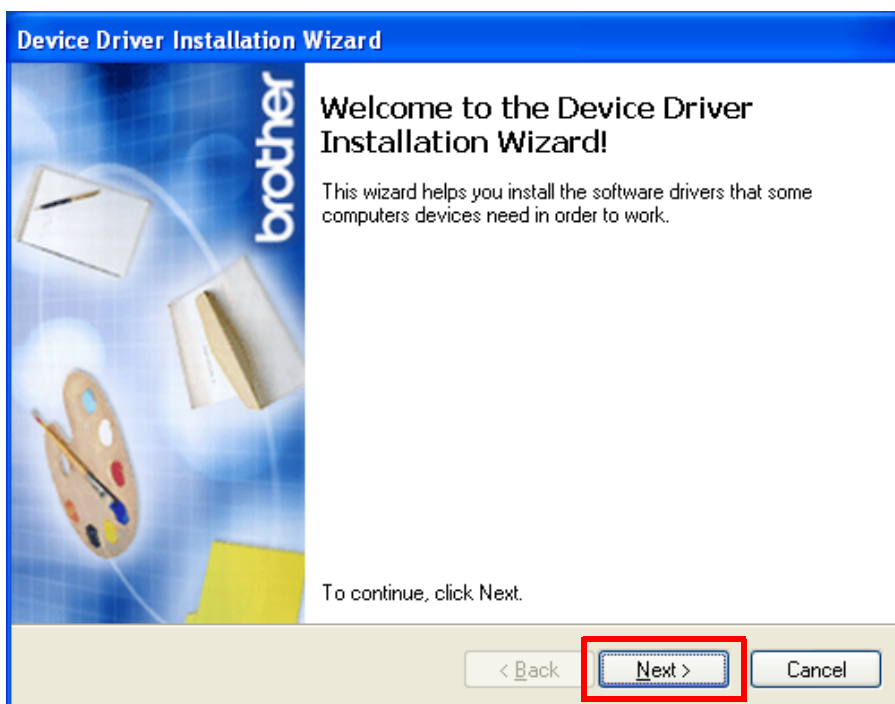 Device Driver Installation Wizard
brother
Welcome to the Device Driver
Installation Wizard!
This wizard helps you install the software drivers that some
computers devices need in order to work.
To continue, click Next.
< Back
Next >
Cancel